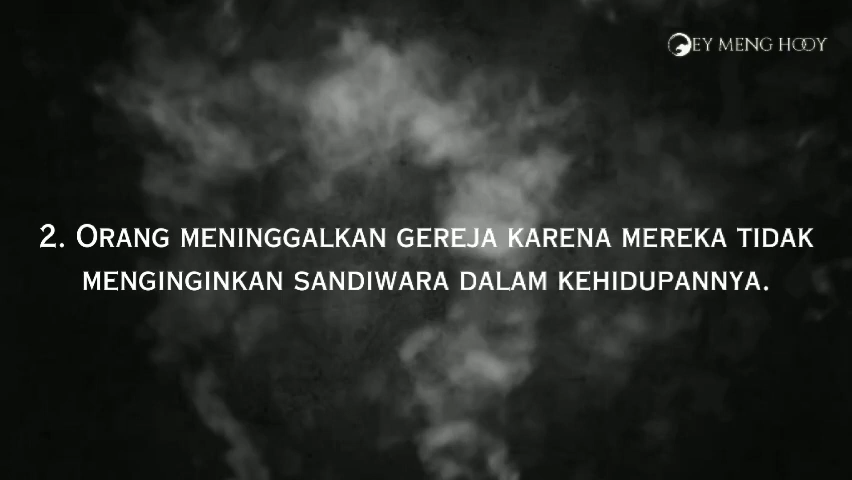 EY MENG HOOY
2. Orang meninggalkan gereja karena mereka tidak
menginginkan sandiwara dalam kehidupannya.